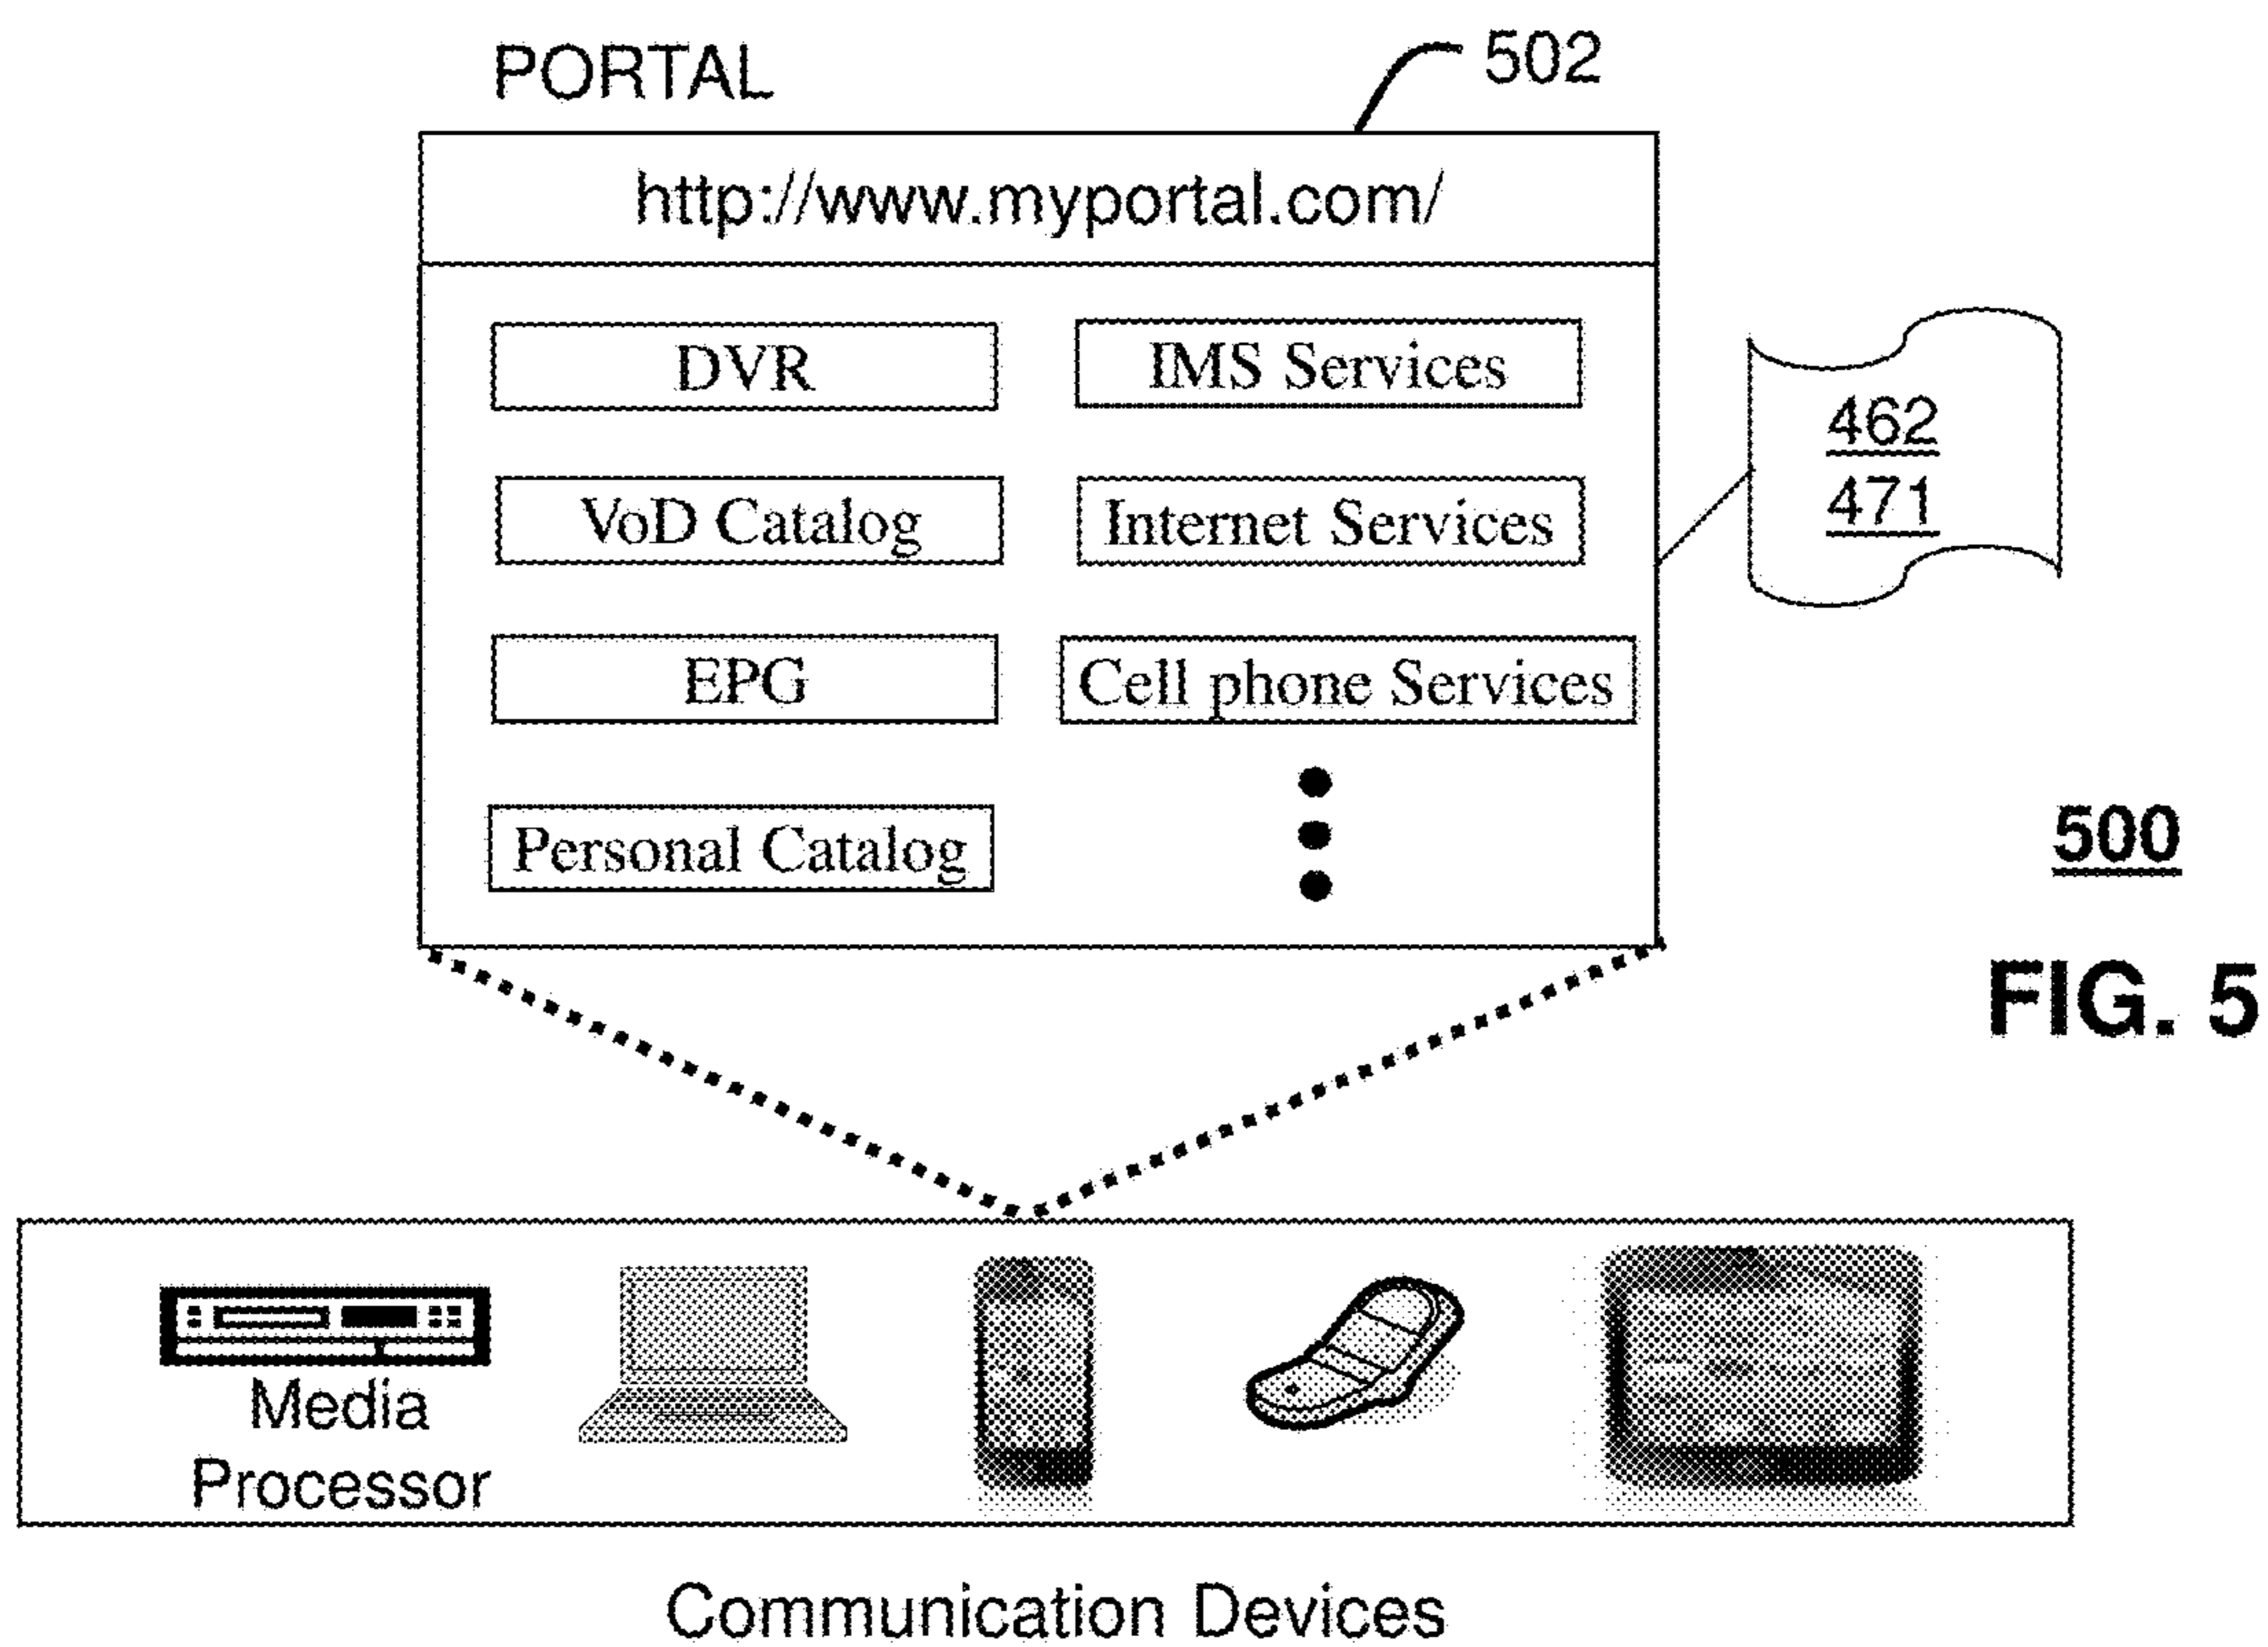 PORTAL
502
http://www.myportal.com/
DVR
IMS Services
VoD Catalog
Internet Services
EPG
Cell phone Services
Personal Catalog
462
471
500
FIG. 5
Media
Processor
Communication Devices